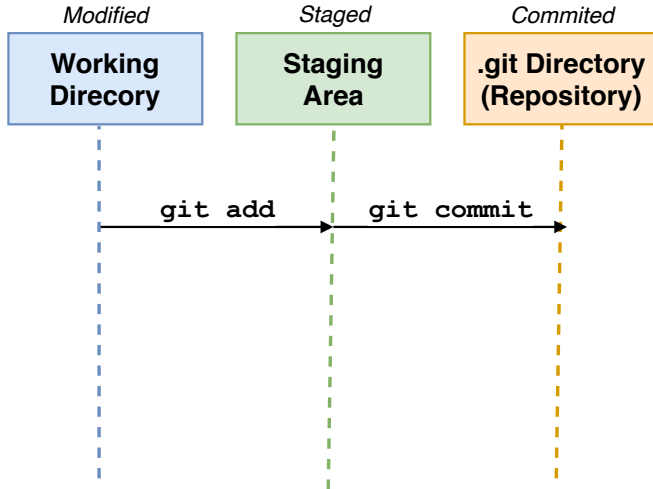 Modified
Staged
Commited
Working
Direcory
Staging
Area
.git Directory
(Repository)
git add
git commit